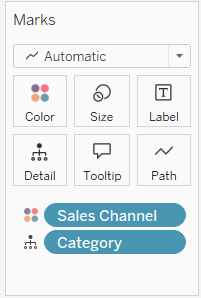 Marks
Automatic
Color Size Label
Detail Tooltip Path
Sales Channel
Category